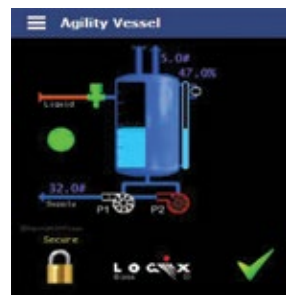 Agility Vessel
5.0#
47.0%
Liquid
32.0#
Supply
P1 P2
Secure
LOGIX